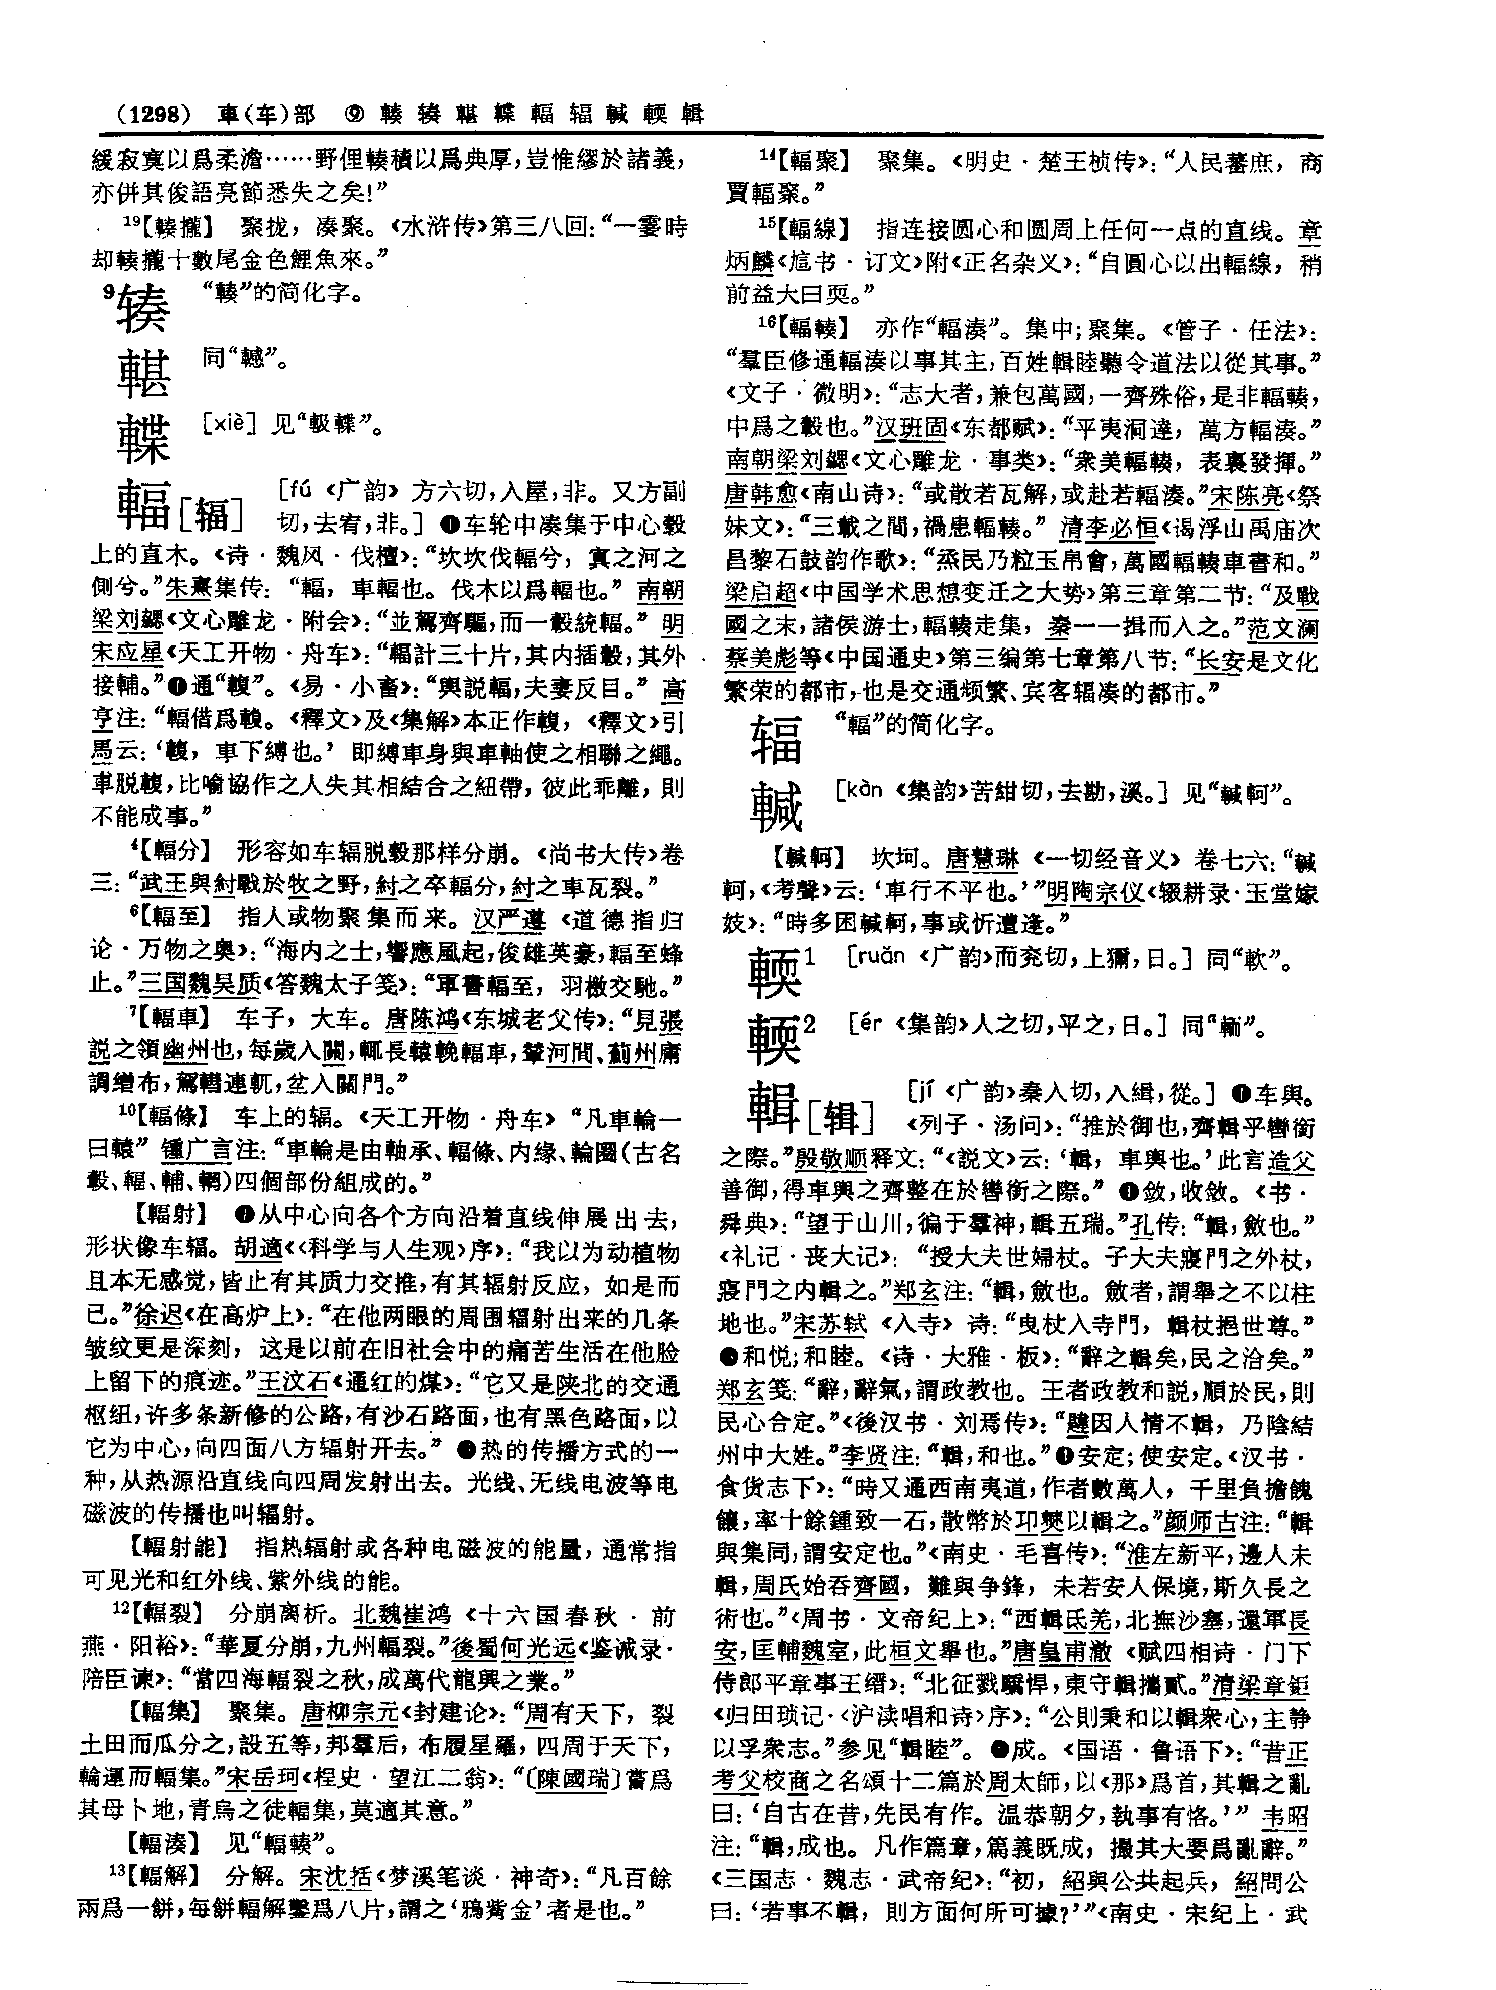 (1298) 車(车)部 ⑨ 輳 辏 𨍹 䡡 輻 辐 轗 輭 輯
緩寂寞以爲柔澹……野俚輳積以爲典厚,豈惟繆於諸義,
亦併其俊語亮節悉失之矣!”
19【輳攏】 聚拢,凑聚。《水浒传》第三八回:“一霎時
却輳攏十數尾金色鯉魚來。”
9辏 “輳”的简化字。
同“轗”。
[xiè] 见“
輻[辐] [fú 《广韵》 方六切,入屋,非。又方副
切,去宥,非。] ❶车轮中凑集于中心毂
上的直木。《诗·魏风·伐檀》:“坎坎伐輻兮,寘之河之
側兮。”朱熹集传:“輻,車輻也。伐木以爲輻也。”南朝
梁刘勰《文心雕龙·附会》:“並駕齊驅,而一轂統輻。”明
宋应星《天工开物·舟车》:“輻計三十片,其内插轂,其外
接輔。”❷通“輹”。《易·小畜》:“輿説輻,夫妻反目。”高
亨注:“輻借爲輹。《釋文》及《集解》本正作輹,《釋文》引
馬云:‘輹,車下縛也。’即縛車身與車軸使之相聯之繩。
車脱輹,比喻協作之人失其相結合之紐帶,彼此乖離,則
不能成事。”
4【輻分】 形容如车辐脱毂那样分崩。《尚书大传》卷
三:“武王與紂戰於牧之野,紂之卒輻分,紂之車瓦裂。”
6【輻至】 指人或物聚集而来。汉严遵《道德指归
论·万物之奥》:“海内之士,響應風起,俊雄英豪,輻至蜂
止。”三国魏吴质《答魏太子笺》:“軍書輻至,羽檄交馳。”
7【輻車】 车子,大车。唐陈鸿《东城老父传》:“見張
説之領幽州也,每歲入關,輒長轅輓輻車,輦河間、薊州庸
調繒布,駕轊連軏,坌入關門。”
10【輻條】 车上的辐。《天工开物·舟车》“凡車輪一
曰轅”锺广言注:“車輪是由軸承、輻條、内缘、輪圈(古名
轂、輻、輔、輞)四個部份組成的。”
【輻射】 ❶从中心向各个方向沿着直线伸展出去,
形状像车辐。胡適《〈科学与人生观〉序》:“我以为动植物
且本无感觉,皆止有其质力交推,有其辐射反应,如是而
已。”徐迟《在高炉上》:“在他两眼的周围辐射出来的几条
皱纹更是深刻,这是以前在旧社会中的痛苦生活在他脸
上留下的痕迹。”王汶石《通红的煤》:“它又是陕北的交通
枢纽,许多条新修的公路,有沙石路面,也有黑色路面,以
它为中心,向四面八方辐射开去。”❷热的传播方式的一
种,从热源沿直线向四周发射出去。光线、无线电波等电
磁波的传播也叫辐射。
【輻射能】 指热辐射或各种电磁波的能量,通常指
可见光和红外线、紫外线的能。
12【輻裂】 分崩离析。北魏崔鸿《十六国春秋·前
燕·阳裕》:“華夏分崩,九州輻裂。”後蜀何光远《鉴诫录·
陪臣谏》:“當四海輻裂之秋,成萬代龍興之業。”
【輻集】 聚集。唐柳宗元《封建论》:“周有天下,裂
土田而瓜分之,設五等,邦羣后,布履星羅,四周于天下,
輪運而輻集。”宋岳珂《桯史·望江二翁》:“〔陳國瑞〕嘗爲
其母卜地,青烏之徒輻集,莫適其意。”
【輻湊】 见“輻輳”。
13【輻解】 分解。宋沈括《梦溪笔谈·神奇》:“凡百餘
兩爲一餅,每餅輻解鑿爲八片,謂之‘鴉觜金’者是也。”
14【輻聚】 聚集。《明史·楚王桢传》:“人民蕃庶,商
賈輻聚。”
15【輻線】 指连接圆心和圆周上任何一点的直线。章
炳麟《訄书·订文》附《正名杂义》:“自圓心以出輻線,稍
前益大曰耎。”
16【輻輳】 亦作“輻湊”。集中;聚集。《管子·任法》:
“羣臣修通輻湊以事其主,百姓輯睦聽令道法以從其事。”
《文子·微明》:“志大者,兼包萬國,一齊殊俗,是非輻輳,
中爲之轂也。”汉班固《东都赋》:“平夷洞達,萬方輻湊。”
南朝梁刘勰《文心雕龙·事类》:“衆美輻輳,表裏發揮。”
唐韩愈《南山诗》:“或散若瓦解,或赴若輻湊。”宋陈亮《祭
妹文》:“三載之間,禍患輻輳。”清李必恒《谒浮山禹庙次
昌黎石鼓韵作歌》:“烝民乃粒玉帛會,萬國輻輳車書和。”
梁启超《中国学术思想变迁之大势》第三章第二节:“及戰
國之末,諸侯游士,輻輳走集,秦一一揖而入之。”范文澜
蔡美彪等《中国通史》第三编第七章第八节:“长安是文化
繁荣的都市,也是交通频繁、宾客辐凑的都市。”
辐 “輻”的简化字。
[kǎn 《集韵》苦紺切,去勘,溪。] 见“轗軻”。
坎坷。唐慧琳《一切经音义》卷七六:“轗
軻,《考聲》云:‘車行不平也。’”明陶宗仪《辍耕录·玉堂嫁
妓》:“時多困轗軻,事或忻遭逢。”
輭1 [ruǎn 《广韵》而兖切,上獮,日。] 同“軟”。
輭2 [ér 《集韵》人之切,平之,日。] 同“輀”。
輯[辑] [jí 《广韵》秦入切,入緝,從。] ❶车舆。
《列子·汤问》:“推於御也,齊輯乎轡銜
之際。”殷敬顺释文:“《説文》云:‘輯,車輿也。’此言造父
善御,得車輿之齊整在於轡銜之際。”❷敛,收敛。《书·
舜典》:“望于山川,徧于羣神,輯五瑞。”孔传:“輯,斂也。”
《礼记·丧大记》:“授大夫世婦杖。子大夫寢門之外杖,
寢門之内輯之。”郑玄注:“輯,斂也。斂者,謂舉之不以柱
地也。”宋苏轼《入寺》诗:“曳杖入寺門,輯杖挹世尊。”
❸和悦;和睦。《诗·大雅·板》:“辭之輯矣,民之洽矣。”
郑玄笺:“辭,辭氣,謂政教也。王者政教和説,順於民,則
民心合定。”《後汉书·刘焉传》:“韙因人情不輯,乃陰結
州中大姓。”李贤注:“輯,和也。”❹安定;使安定。《汉书·
食货志下》:“時又通西南夷道,作者數萬人,千里負擔餽
饟,率十餘鍾致一石,散幣於邛僰以輯之。”颜师古注:“輯
與集同,謂安定也。”《南史·毛喜传》:“淮左新平,邊人未
輯,周氏始吞齊國,難與争鋒,未若安人保境,斯久長之
術也。”《周书·文帝纪上》:“西輯氐羌,北撫沙塞,還軍長
安,匡輔魏室,此桓文舉也。”唐皇甫澈《赋四相诗·门下
侍郎平章事王缙》:“北征戮驕悍,東守輯攜貳。”清梁章鉅
《归田琐记·〈沪渎唱和诗〉序》:“公則秉和以輯衆心,主静
以孚衆志。”参见“輯睦”。❺成。《国语·鲁语下》:“昔正
考父校商之名頌十二篇於周太師,以《那》爲首,其輯之亂
曰:‘自古在昔,先民有作。温恭朝夕,執事有恪。’”韦昭
注:“輯,成也。凡作篇章,篇義既成,撮其大要爲亂辭。”
《三国志·魏志·武帝纪》:“初,紹與公共起兵,紹問公
曰:‘若事不輯,則方面何所可據?’”《南史·宋纪上·武